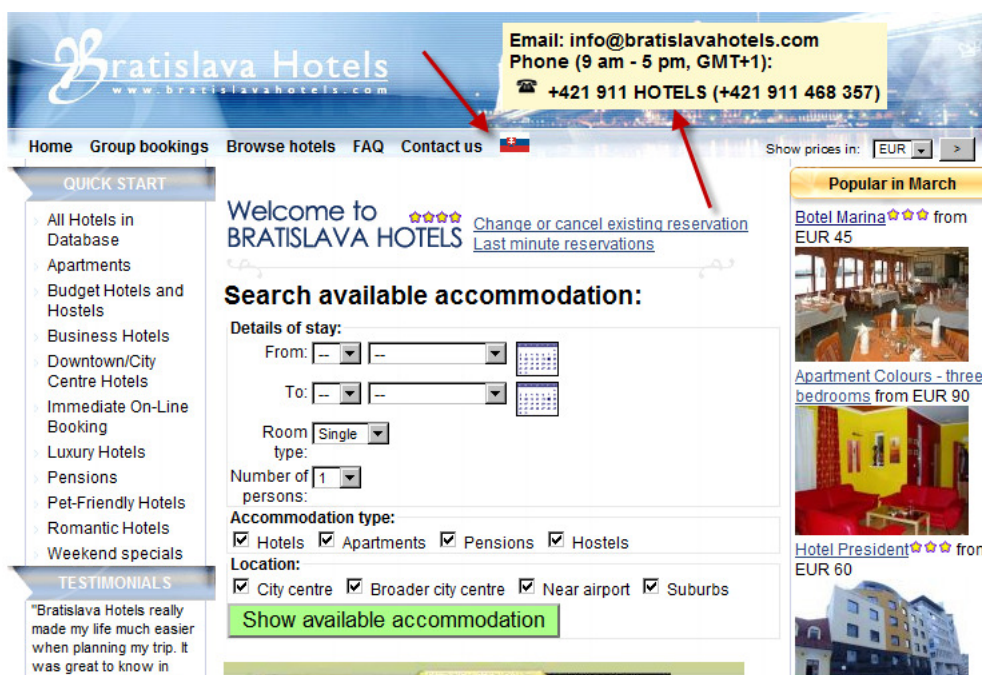 Bratislava Hotels
www.bratislavahotels.com
Email: info@bratislavahotels.com
Phone (9 am - 5 pm, GMT+1):
+421 911 HOTELS (+421 911 468 357)
Home Group bookings Browse hotels FAQ Contact us
Show prices in: EUR >
QUICK START
All Hotels in
Database
Apartments
Budget Hotels and
Hostels
Business Hotels
Downtown/City
Centre Hotels
Immediate On-Line
Booking
Luxury Hotels
Pensions
Pet-Friendly Hotels
Romantic Hotels
Weekend specials
TESTIMONIALS
"Bratislava Hotels really
made my life much easier
when planning my trip. It
was great to know in
Welcome to
BRATISLAVA HOTELS
Change or cancel existing reservation
Last minute reservations
Search available accommodation:
Details of stay:
From: -- --
To: -- --
Room
type: Single
Number of
persons: 1
Accommodation type:
Hotels Apartments Pensions Hostels
Location:
City centre Broader city centre Near airport Suburbs
Show available accommodation
Popular in March
Botel Marina from
EUR 45
Apartment Colours - three
bedrooms from EUR 90
Hotel President from
EUR 60